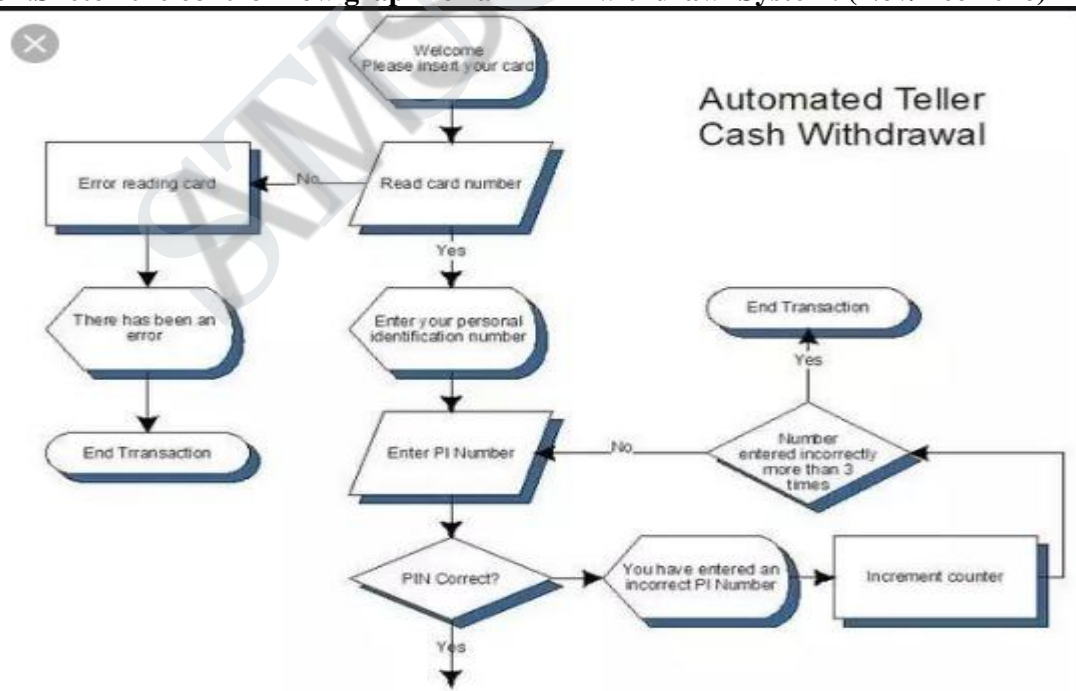 Welcome
Please insert your card
Automated Teller
Cash Withdrawal
Error reading card
No
Read card number
Yes
There has been an
error
Enter your personal
identification number
End Transaction
Yes
End Trransaction
Enter PI Number
No
Number
entered incorrectly
more than 3
times
PIN Correct?
You have entered an
incorrect PI Number
Increment counter
Yes